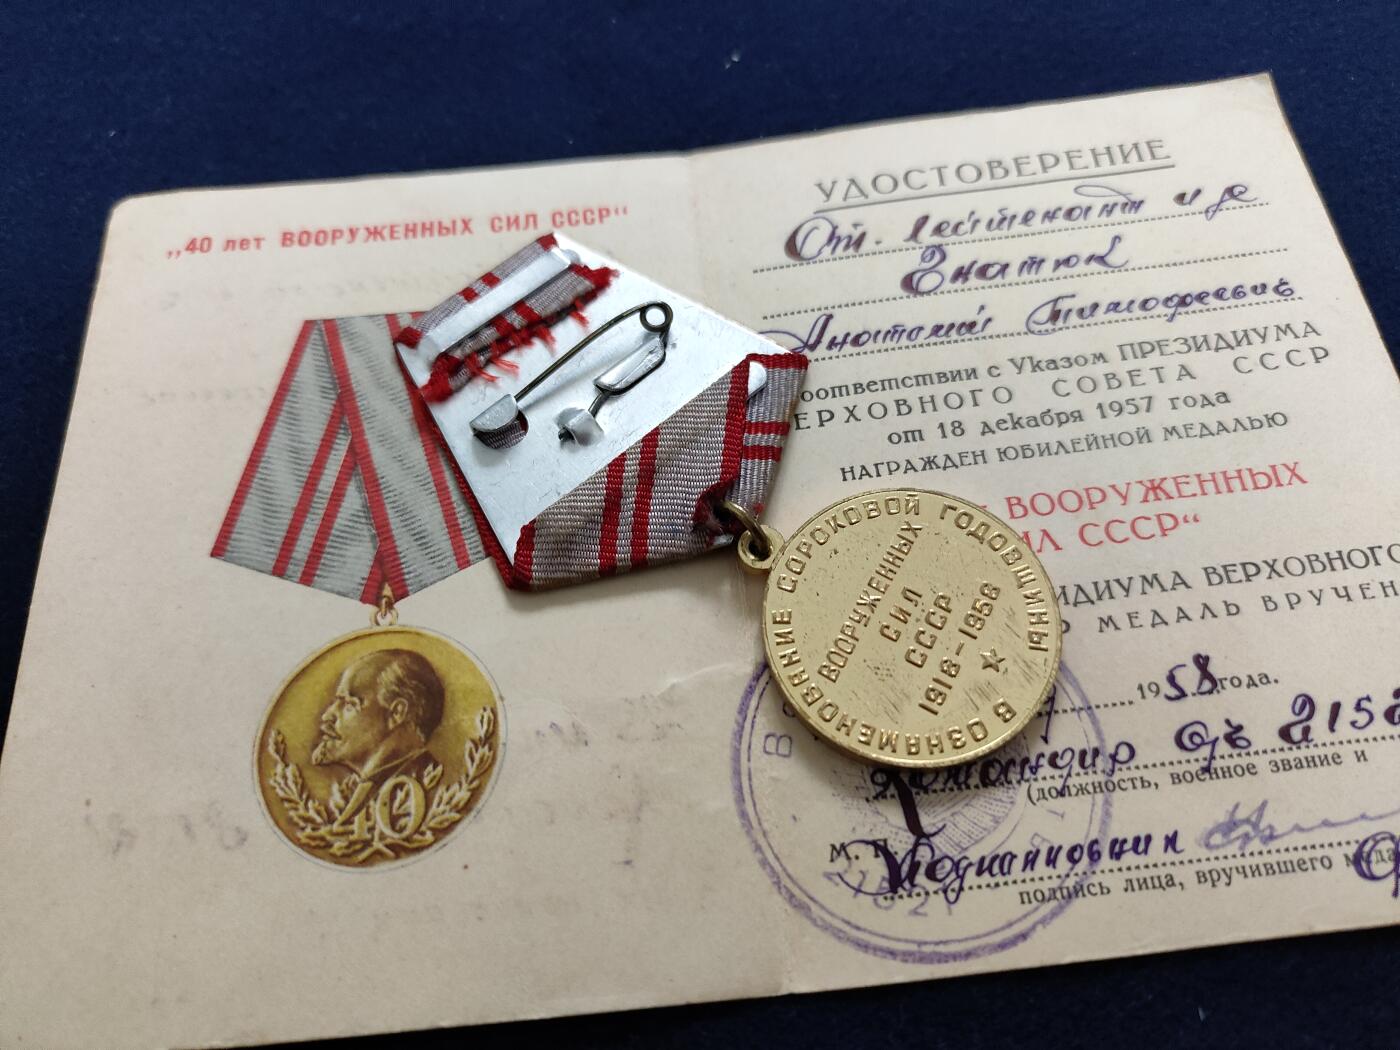 „40 лет ВООРУЖЕННЫХ СИЛ СССР“
40
УДОСТОВЕРЕНИЕ
Ст. лейтенант
Гнатюк
Анатолий Тимофеевич
оответствии с Указом ПРЕЗИДИУМА
ЕРХОВНОГО СОВЕТА СССР
от 18 декабря 1957 года
НАГРАЖДЕН ЮБИЛЕЙНОЙ МЕДАЛЬЮ
ВООРУЖЕННЫХ
ИЛ СССР“
ИДИУМА ВЕРХОВНОГО
МЕДАЛЬ ВРУЧЕН
1958 года.
Командир
(должность, военное звание и
М. П.
подпись лица, вручившего меда
В ОЗНАМЕНОВАНИЕ СОРОКОВОЙ ГОДОВЩИНЫ
ВООРУЖЕННЫХ
СИЛ
СССР
1918-1958